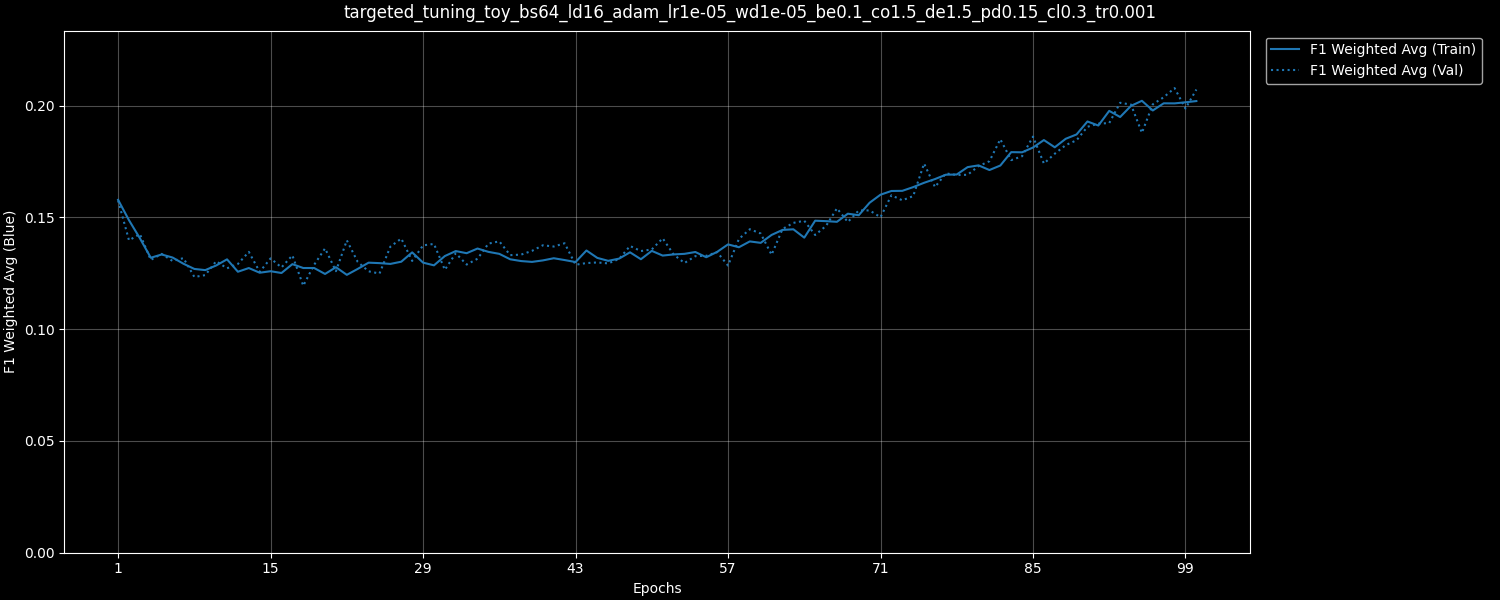 targeted_tuning_toy_bs64_ld16_adam_lr1e-05_wd1e-05_be0.1_co1.5_de1.5_pd0.15_cl0.3_tr0.001
F1 Weighted Avg (Train)
F1 Weighted Avg (Val)
F1 Weighted Avg (Blue)
0.20
0.15
0.10
0.05
0.00
1 15 29 43 57 71 85 99
Epochs